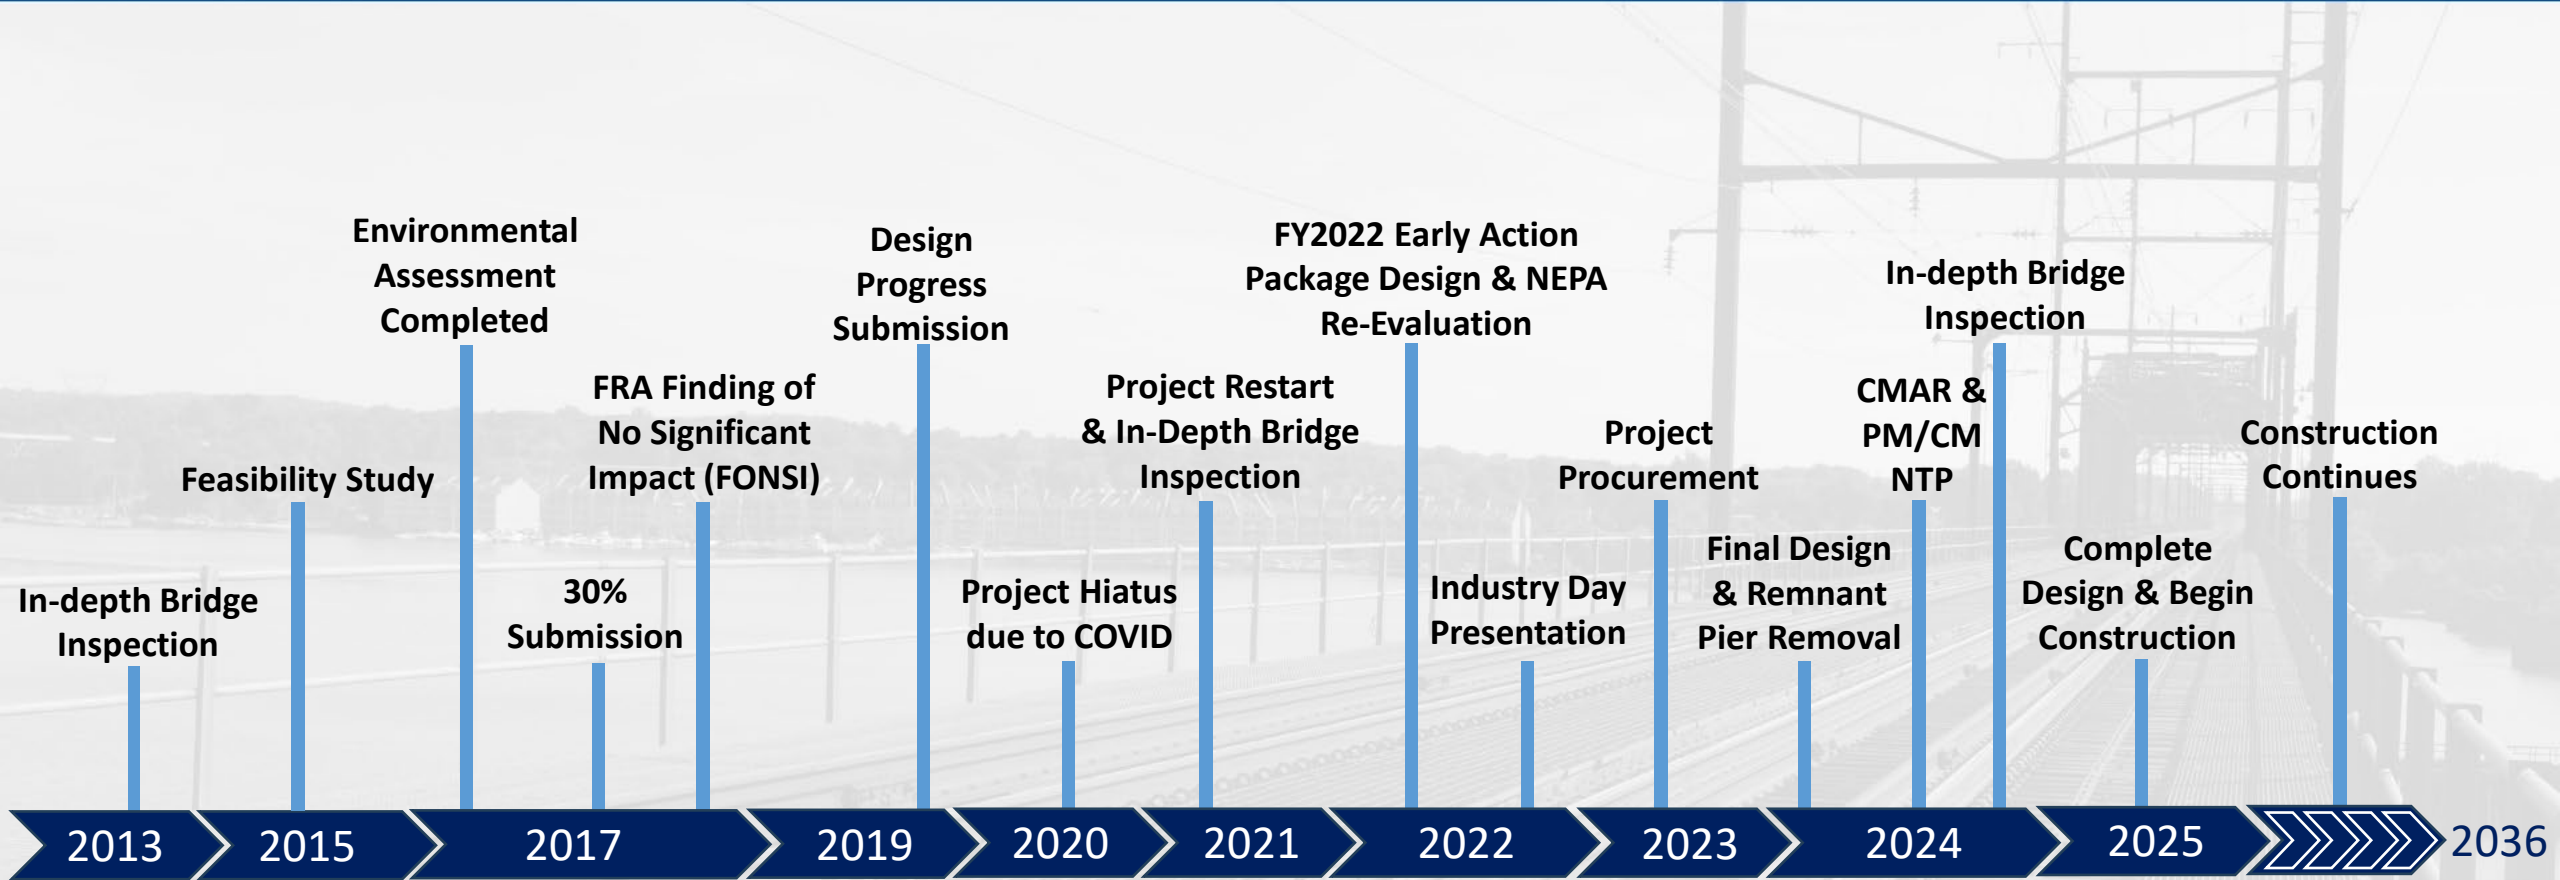 In-depth Bridge
Inspection
Feasibility Study
Environmental
Assessment
Completed
30%
Submission
FRA Finding of
No Significant
Impact (FONSI)
Design
Progress
Submission
Project Hiatus
due to COVID
Project Restart
& In-Depth Bridge
Inspection
FY2022 Early Action
Package Design & NEPA
Re-Evaluation
Industry Day
Presentation
Project
Procurement
Final Design
& Remnant
Pier Removal
CMAR &
PM/CM
NTP
In-depth Bridge
Inspection
Complete
Design & Begin
Construction
Construction
Continues
2013
2015
2017
2019
2020
2021
2022
2023
2024
2025
2036